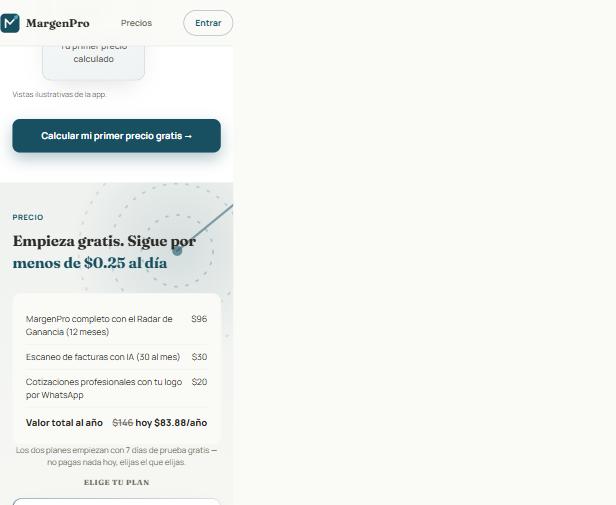 MargenPro Precios Entrar
Tu primer precio
calculado
Vistas ilustrativas de la app.
Calcular mi primer precio gratis →
PRECIO
Empieza gratis. Sigue por
menos de $0.25 al día
MargenPro completo con el Radar de $96
Ganancia (12 meses)
Escaneo de facturas con IA (30 al mes) $30
Cotizaciones profesionales con tu logo $20
por WhatsApp
Valor total al año $146 hoy $83.88/año
Los dos planes empiezan con 7 días de prueba gratis —
no pagas nada hoy, elijas el que elijas.
ELIGE TU PLAN